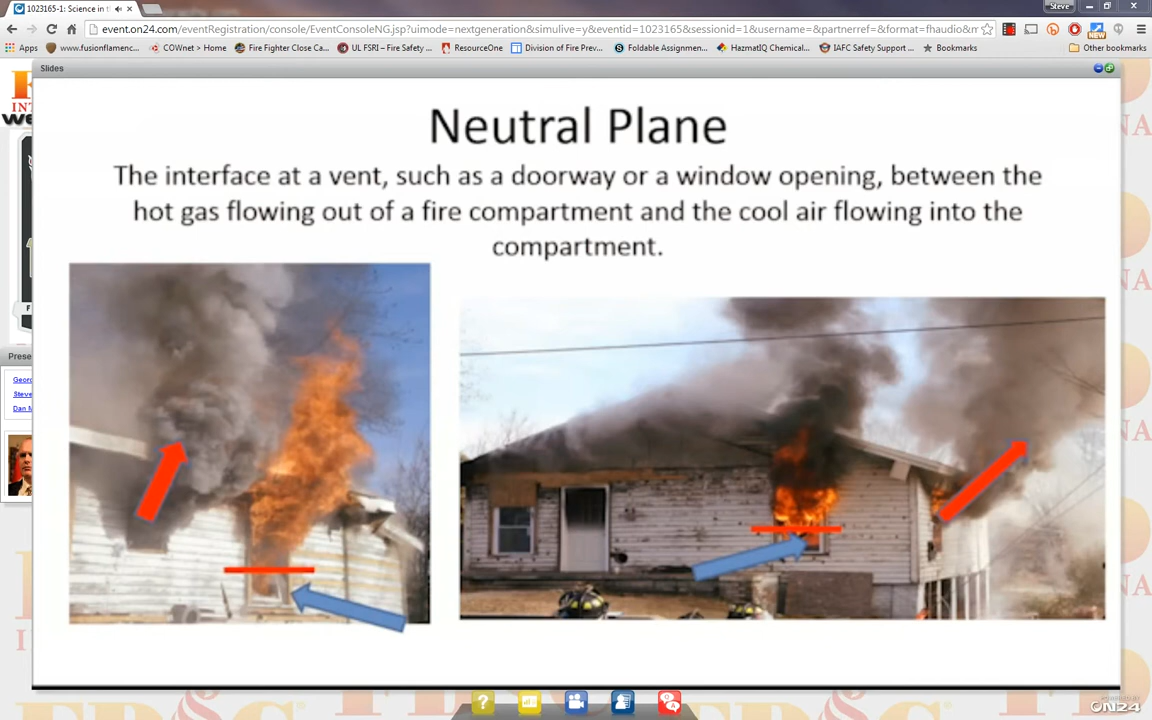 1023165-1: Science in t
Steve
event.on24.com/eventRegistration/console/EventConsoleNG.jsp?uimode=nextgeneration&simulive=y&eventid=1023165&sessionid=1&username=&partnerref=&format=fhaudio&m
Apps www.fusionflamenc... COWnet > Home Fire Fighter Close Ca... UL FSRI – Fire Safety ... ResourceOne Division of Fire Prev... Foldable Assignmen... HazmatIQ Chemical... IAFC Safety Support ... Bookmarks Other bookmarks
Slides
Neutral Plane
The interface at a vent, such as a doorway or a window opening, between the
hot gas flowing out of a fire compartment and the cool air flowing into the
compartment.
Prese
Georg
Steve
Dan M
ON24